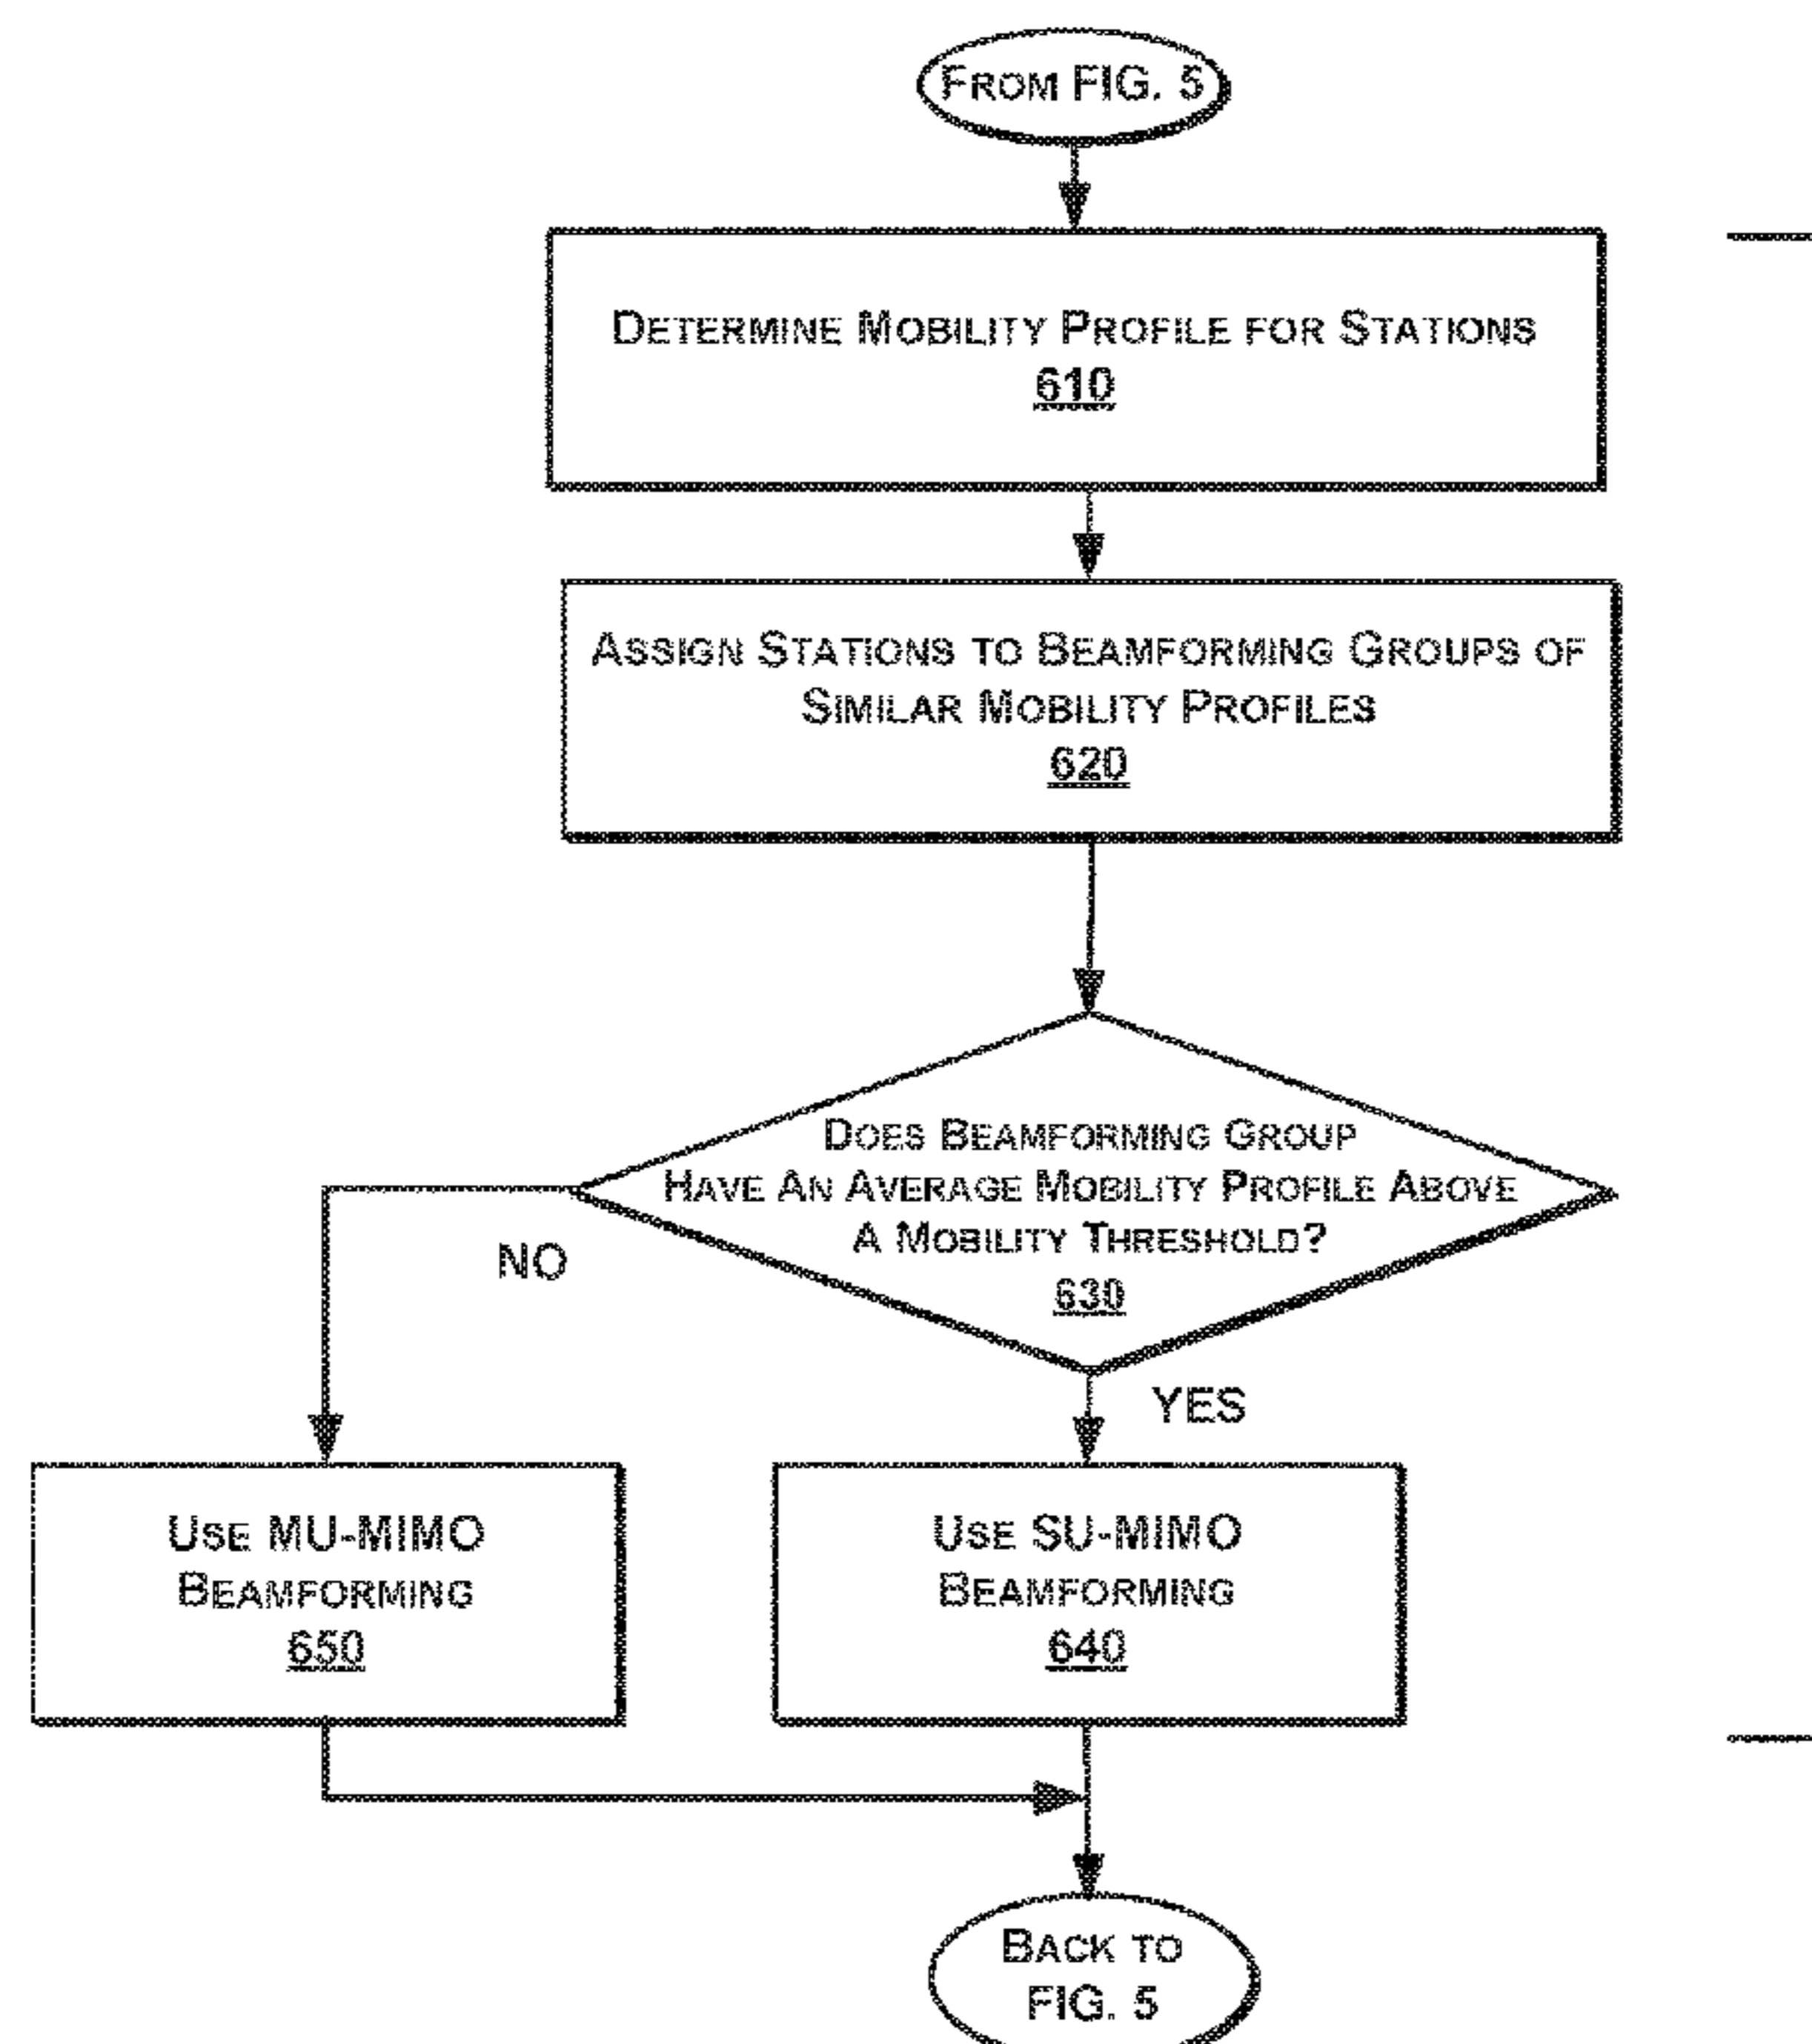 FROM FIG. 5
DETERMINE MOBILITY PROFILE FOR STATIONS
610
ASSIGN STATIONS TO BEAMFORMING GROUPS OF
SIMILAR MOBILITY PROFILES
620
DOES BEAMFORMING GROUP
HAVE AN AVERAGE MOBILITY PROFILE ABOVE
A MOBILITY THRESHOLD?
630
NO
YES
USE MU-MIMO
BEAMFORMING
650
USE SU-MIMO
BEAMFORMING
640
BACK TO
FIG. 5